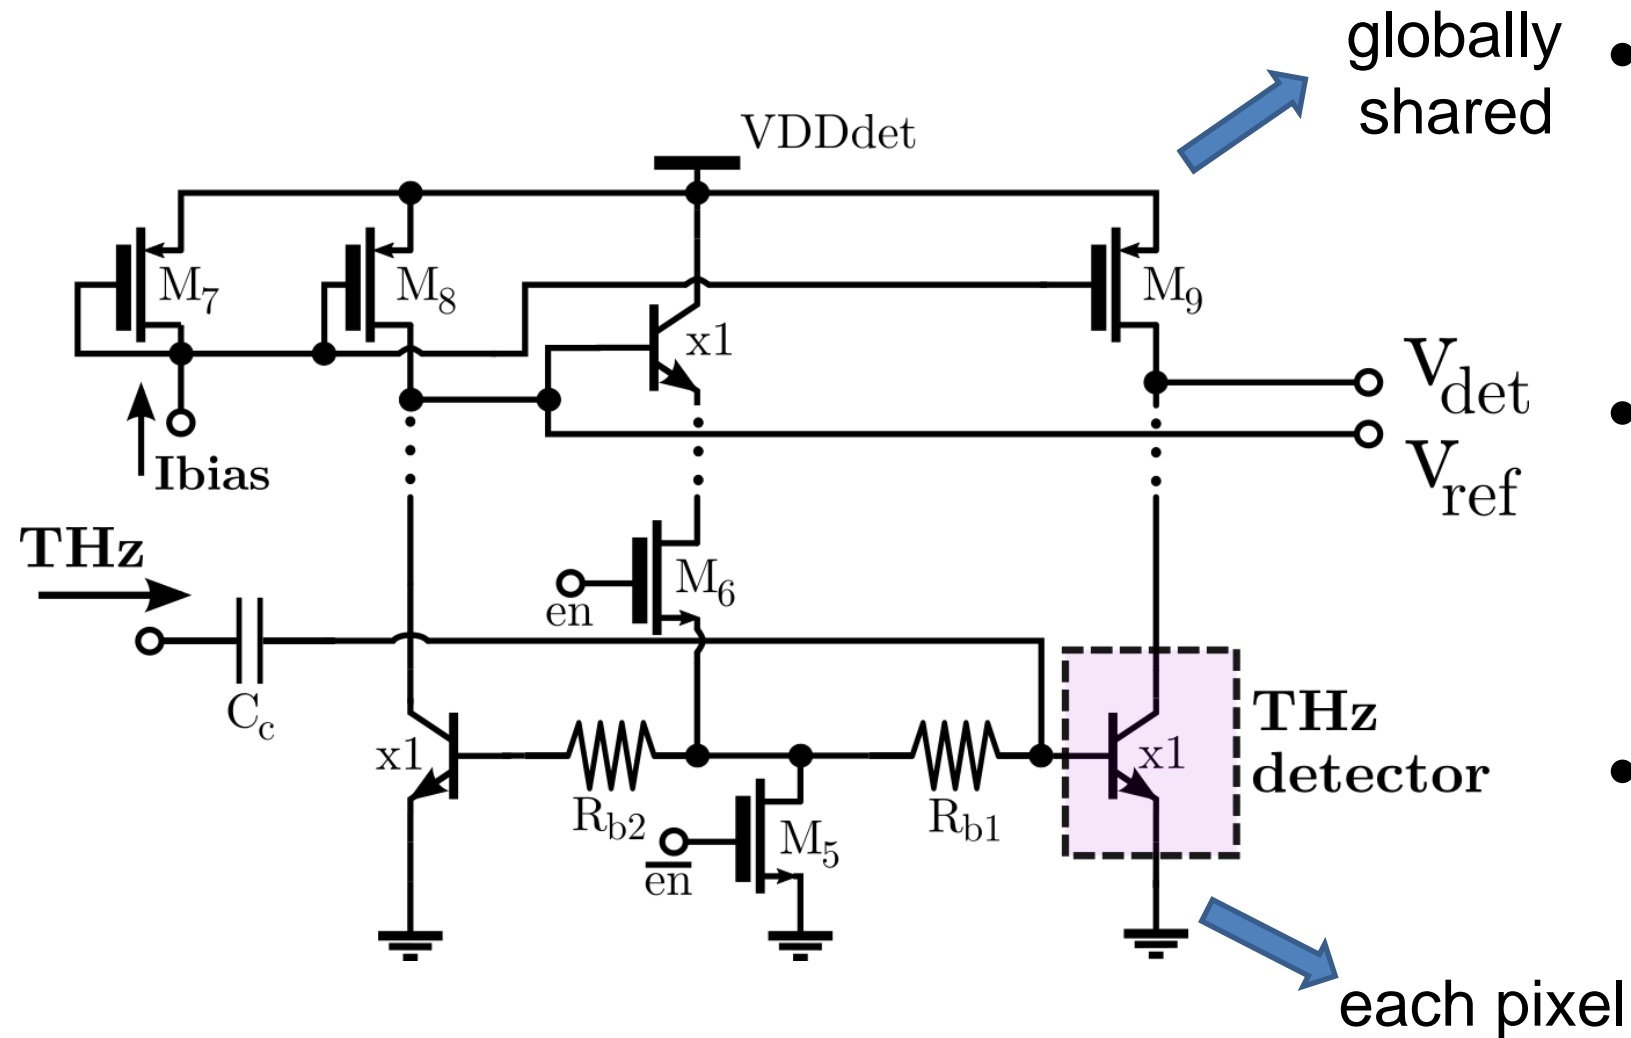 globally
shared
VDDdet
M7
M8
M9
x1
Vdet
Vref
Ibias
THz
M6
en
Cc
x1
Rb2
Rb1
x1
THz
detector
M5
en
each pixel